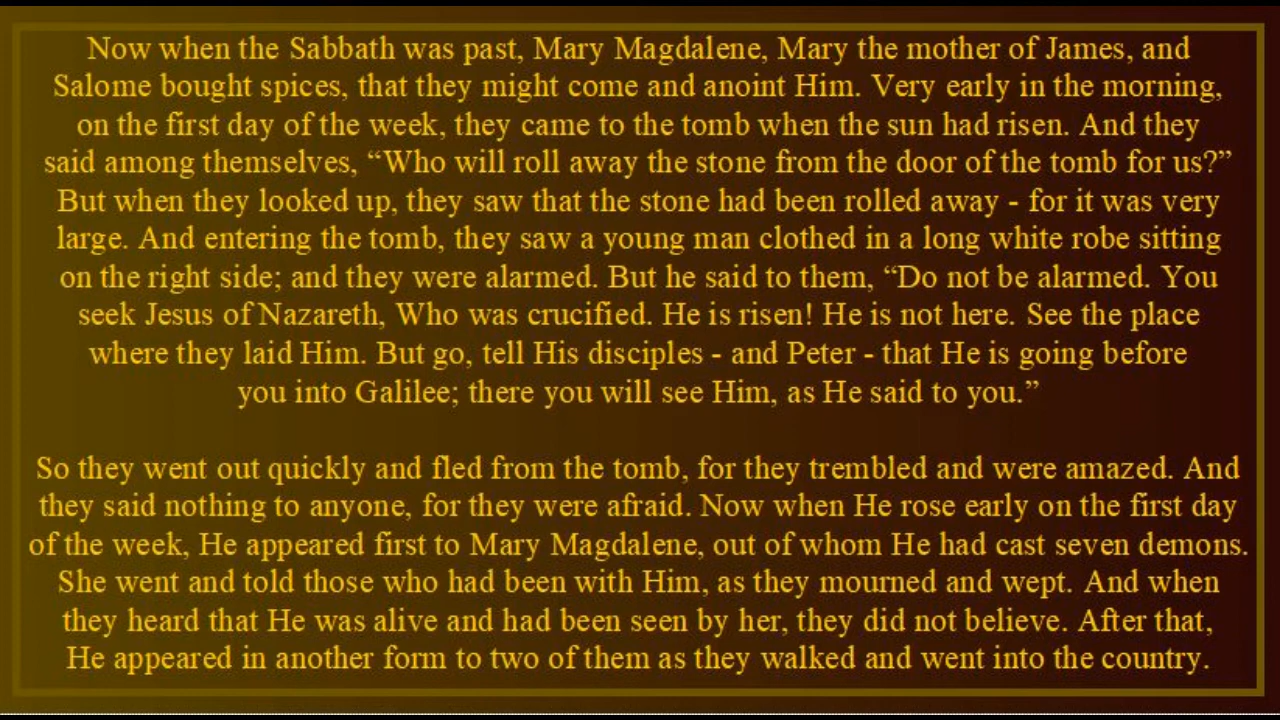 Now when the Sabbath was past, Mary Magdalene, Mary the mother of James, and
Salome bought spices, that they might come and anoint Him. Very early in the morning,
on the first day of the week, they came to the tomb when the sun had risen. And they
said among themselves, “Who will roll away the stone from the door of the tomb for us?”
But when they looked up, they saw that the stone had been rolled away - for it was very
large. And entering the tomb, they saw a young man clothed in a long white robe sitting
on the right side; and they were alarmed. But he said to them, “Do not be alarmed. You
seek Jesus of Nazareth, Who was crucified. He is risen! He is not here. See the place
where they laid Him. But go, tell His disciples - and Peter - that He is going before
you into Galilee; there you will see Him, as He said to you.”
So they went out quickly and fled from the tomb, for they trembled and were amazed. And
they said nothing to anyone, for they were afraid. Now when He rose early on the first day
of the week, He appeared first to Mary Magdalene, out of whom He had cast seven demons.
She went and told those who had been with Him, as they mourned and wept. And when
they heard that He was alive and had been seen by her, they did not believe. After that,
He appeared in another form to two of them as they walked and went into the country.